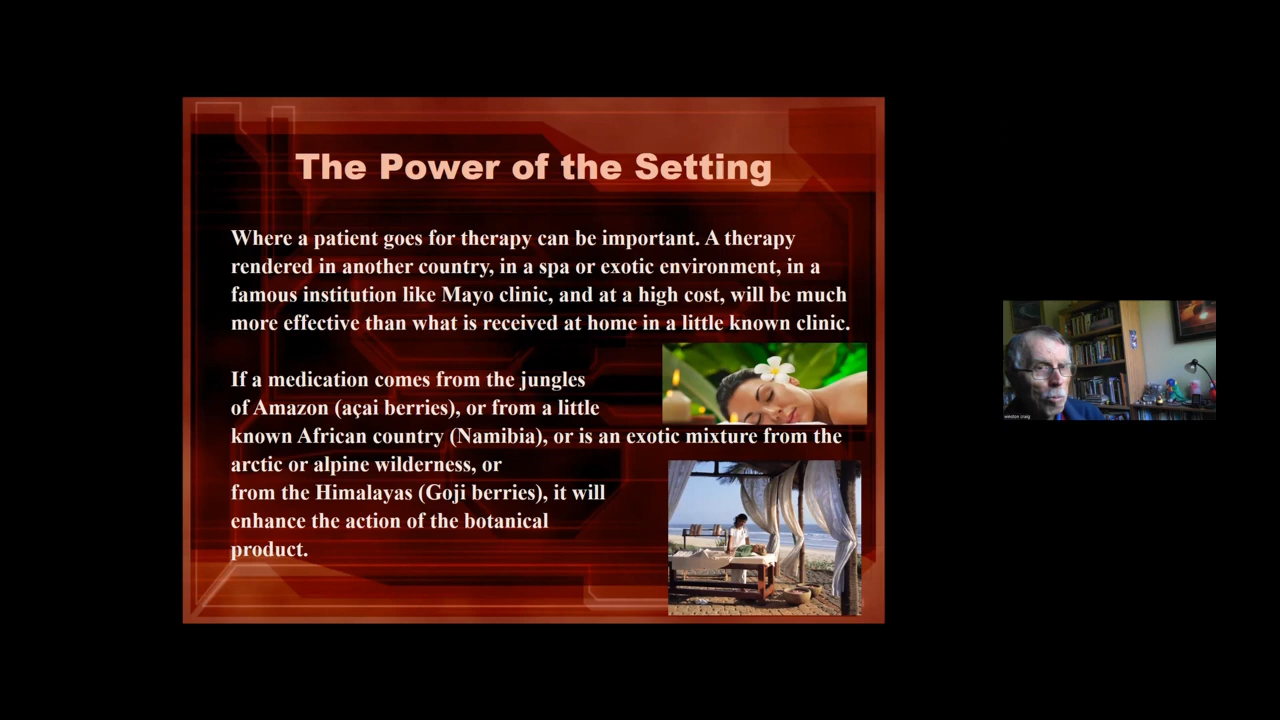 The Power of the Setting
Where a patient goes for therapy can be important. A therapy
rendered in another country, in a spa or exotic environment, in a
famous institution like Mayo clinic, and at a high cost, will be much
more effective than what is received at home in a little known clinic.
If a medication comes from the jungles
of Amazon (açai berries), or from a little
known African country (Namibia), or is an exotic mixture from the
arctic or alpine wilderness, or
from the Himalayas (Goji berries), it will
enhance the action of the botanical
product.
winston craig